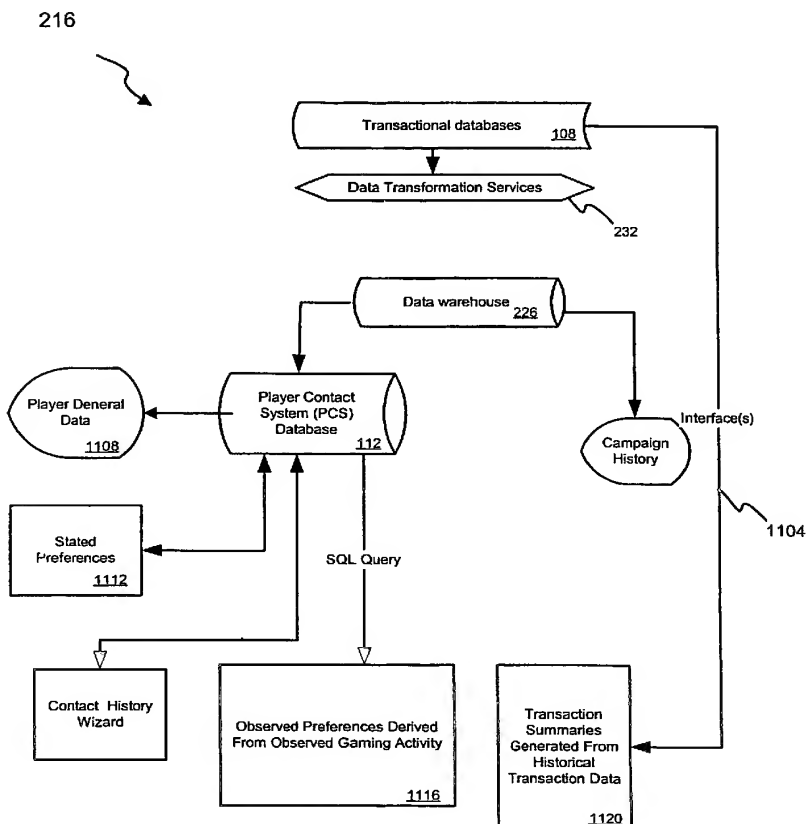 216
Transactional databases
108
Data Transformation Services
232
Data warehouse
226
Player Deneral
Data
1108
Player Contact
System (PCS)
Database
112
Campaign
History
Interface(s)
1104
Stated
Preferences
1112
SQL Query
Contact History
Wizard
Observed Preferences Derived
From Observed Gaming Activity
1116
Transaction
Summaries
Generated From
Historical
Transaction Data
1120